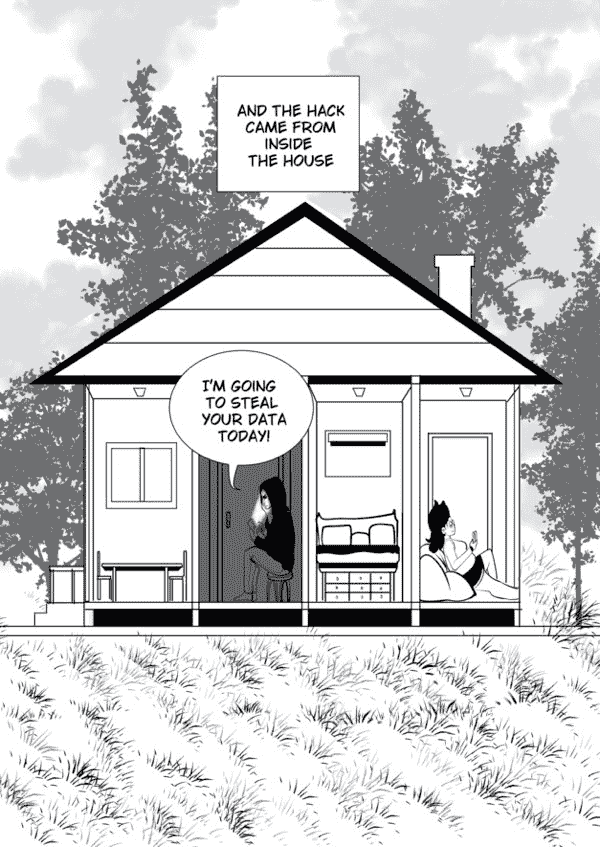 AND THE HACK
CAME FROM
INSIDE
THE HOUSE
I'M GOING
TO STEAL
YOUR DATA
TODAY!